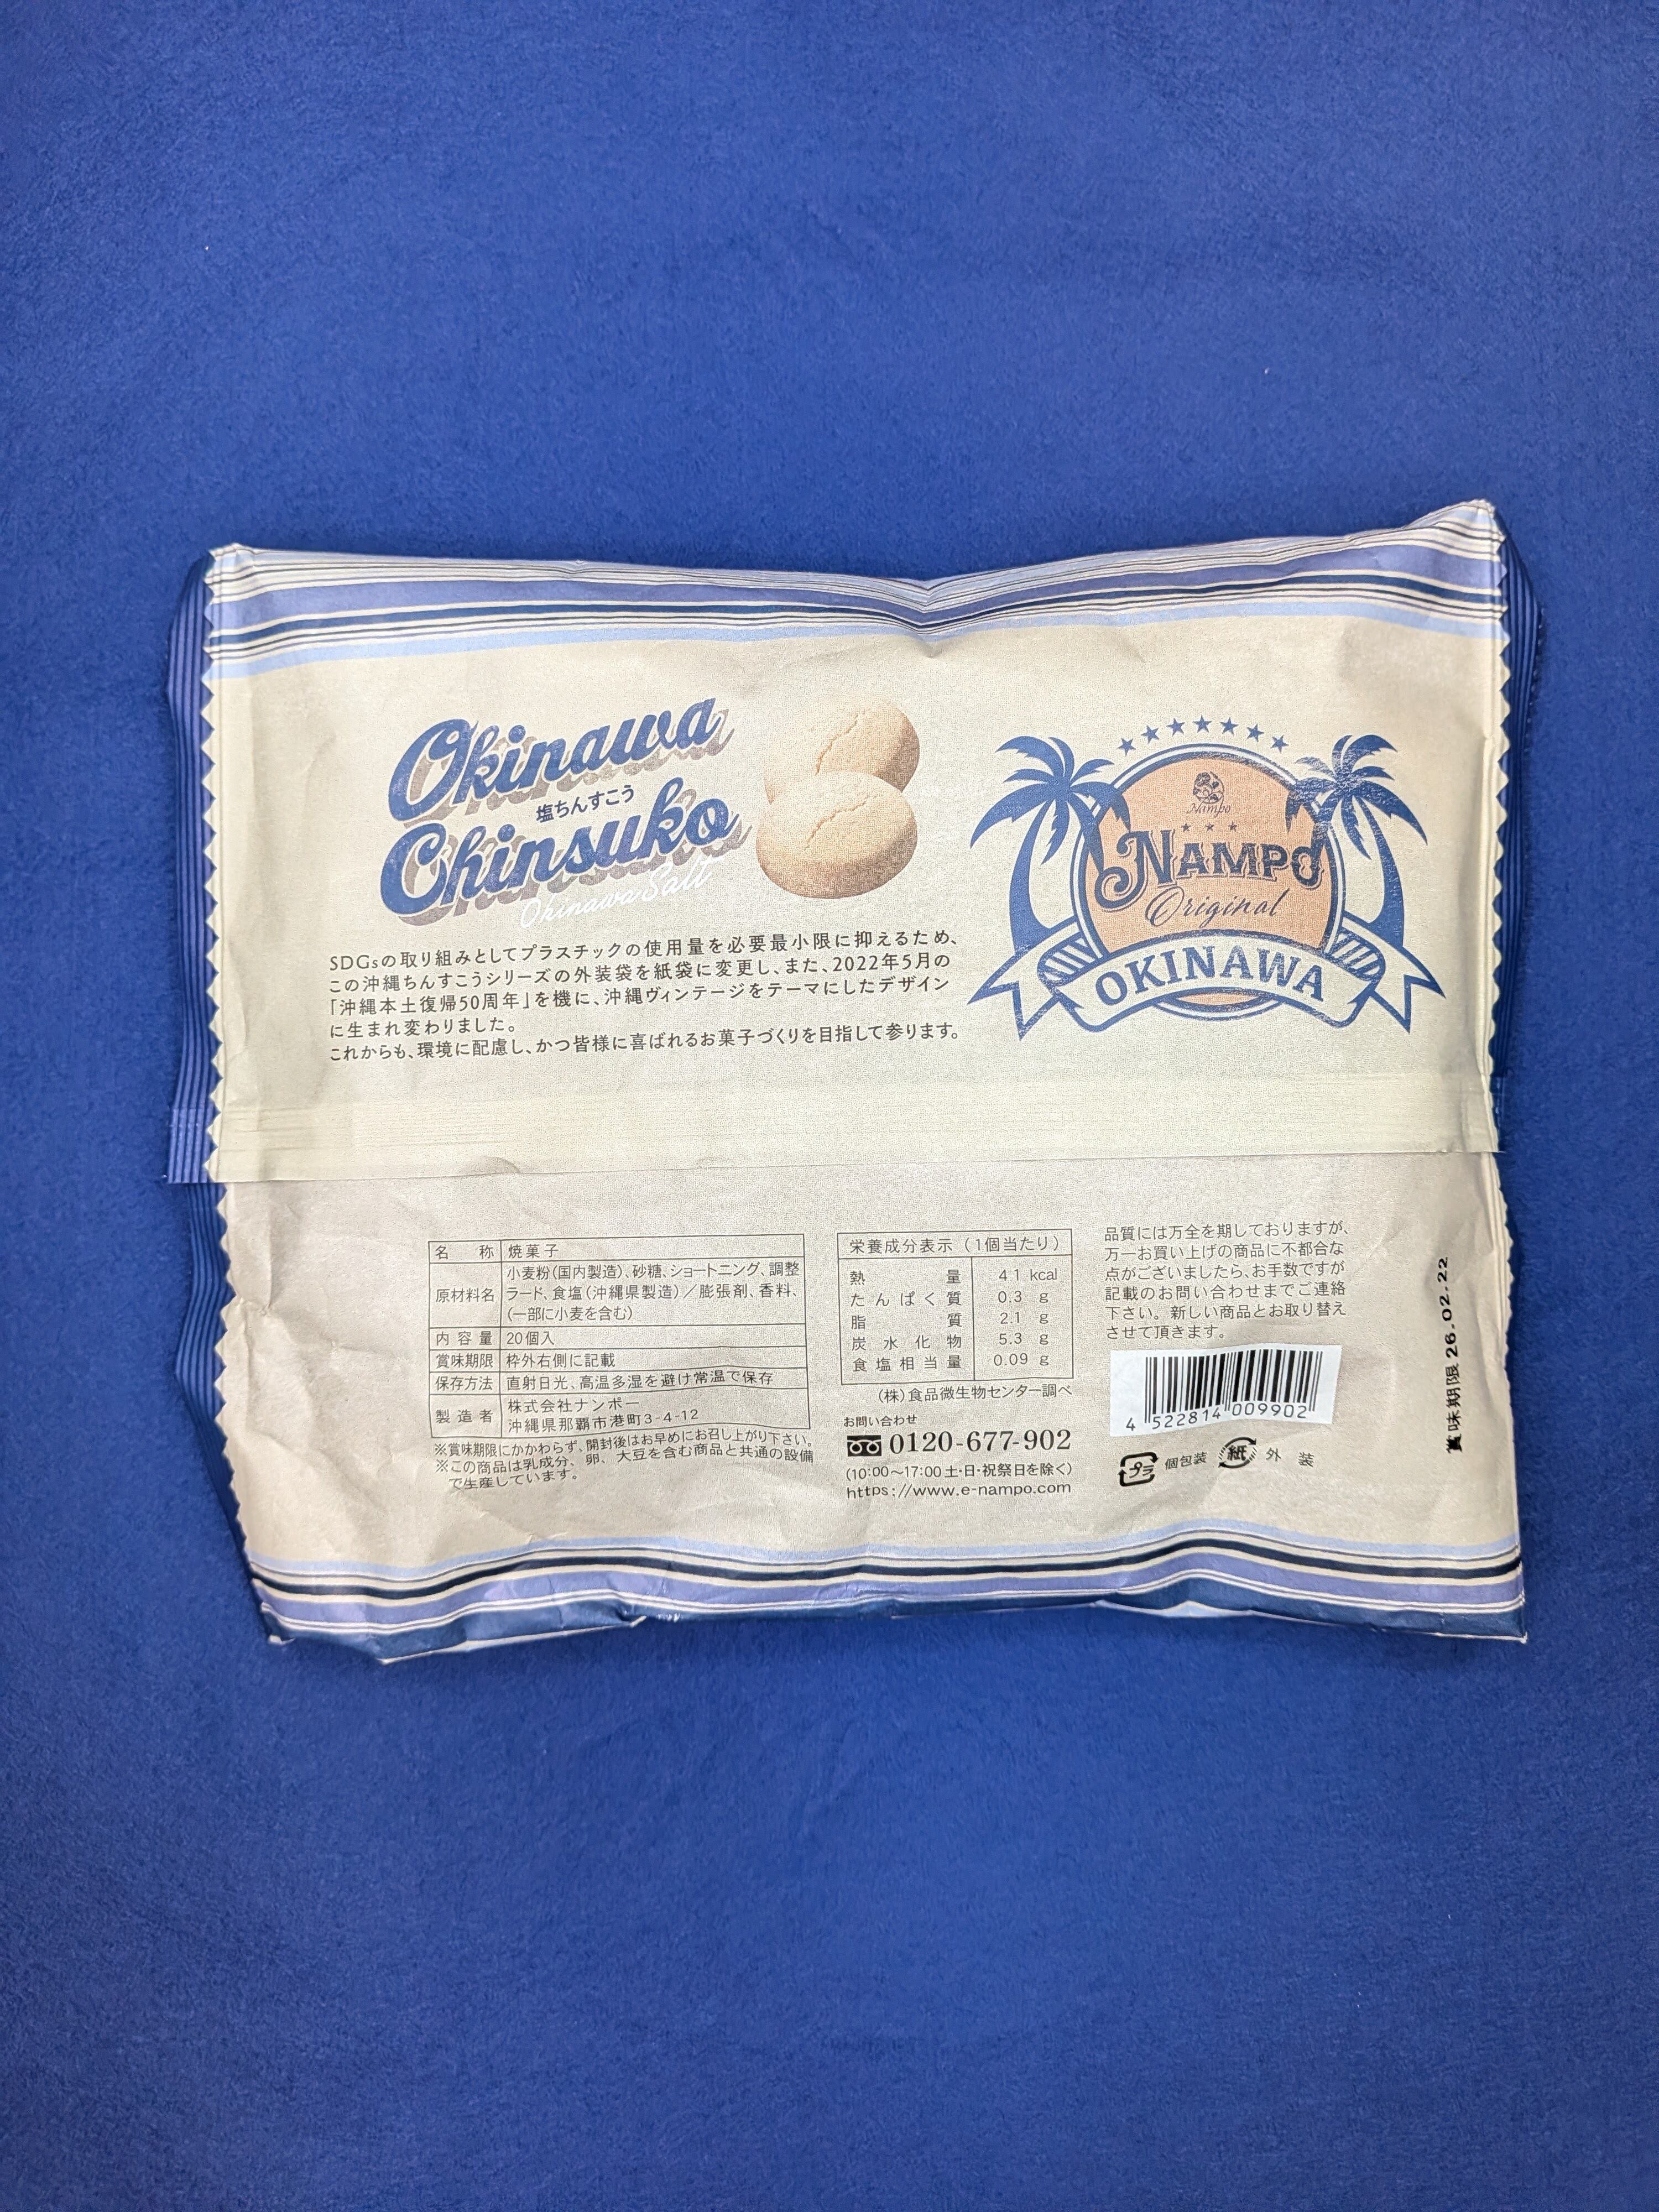 Okinawa
塩ちんすこう
Chinsuko
Okinawa Salt
SDGsの取り組みとしてプラスチックの使用量を必要最小限に抑えるため、
この沖縄ちんすこうシリーズの外装袋を紙袋に変更し、また、2022年5月の
「沖縄本土復帰50周年」を機に、沖縄ヴィンテージをテーマにしたデザイン
に生まれ変わりました。
これからも、環境に配慮し、かつ皆様に喜ばれるお菓子づくりを目指して参ります。
Nampo
NAMPO
Original
OKINAWA
名称 焼菓子
原材料名 小麦粉(国内製造)、砂糖、ショートニング、調整
ラード、食塩(沖縄県製造)／膨張剤、香料、
(一部に小麦を含む)
内容量 20個入
賞味期限 枠外右側に記載
保存方法 直射日光、高温多湿を避け常温で保存
製造者 株式会社ナンポー
沖縄県那覇市港町3-4-12
※賞味期限にかかわらず、開封後はお早めにお召し上がり下さい。
※この商品は乳成分、卵、大豆を含む商品と共通の設備
で生産しています。
栄養成分表示(1個当たり)
熱量 41 kcal
たんぱく質 0.3 g
脂質 2.1 g
炭水化物 5.3 g
食塩相当量 0.09 g
(株)食品微生物センター調べ
お問い合わせ
0120-677-902
(10:00～17:00 土・日・祝祭日を除く)
https://www.e-nampo.com
品質には万全を期しておりますが、
万一お買い上げの商品に不都合な
点がございましたら、お手数ですが
記載のお問い合わせまでご連絡
下さい。新しい商品とお取り替え
させて頂きます。
4 522814 009902
プラ 個包装 紙 外装
賞味期限 26.02.22